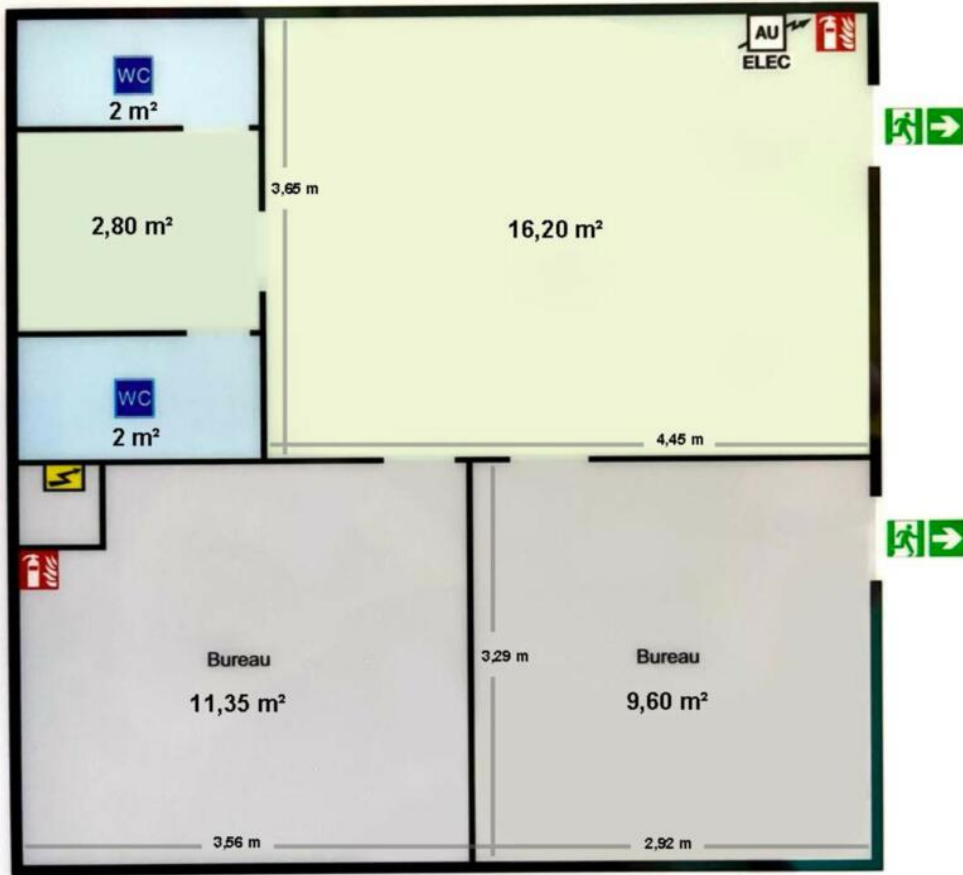 WC
2 m²
AU
ELEC
3,65 m
2,80 m²
16,20 m²
WC
2 m²
4,45 m
Bureau
11,35 m²
3,29 m
Bureau
9,60 m²
3,56 m
2,92 m